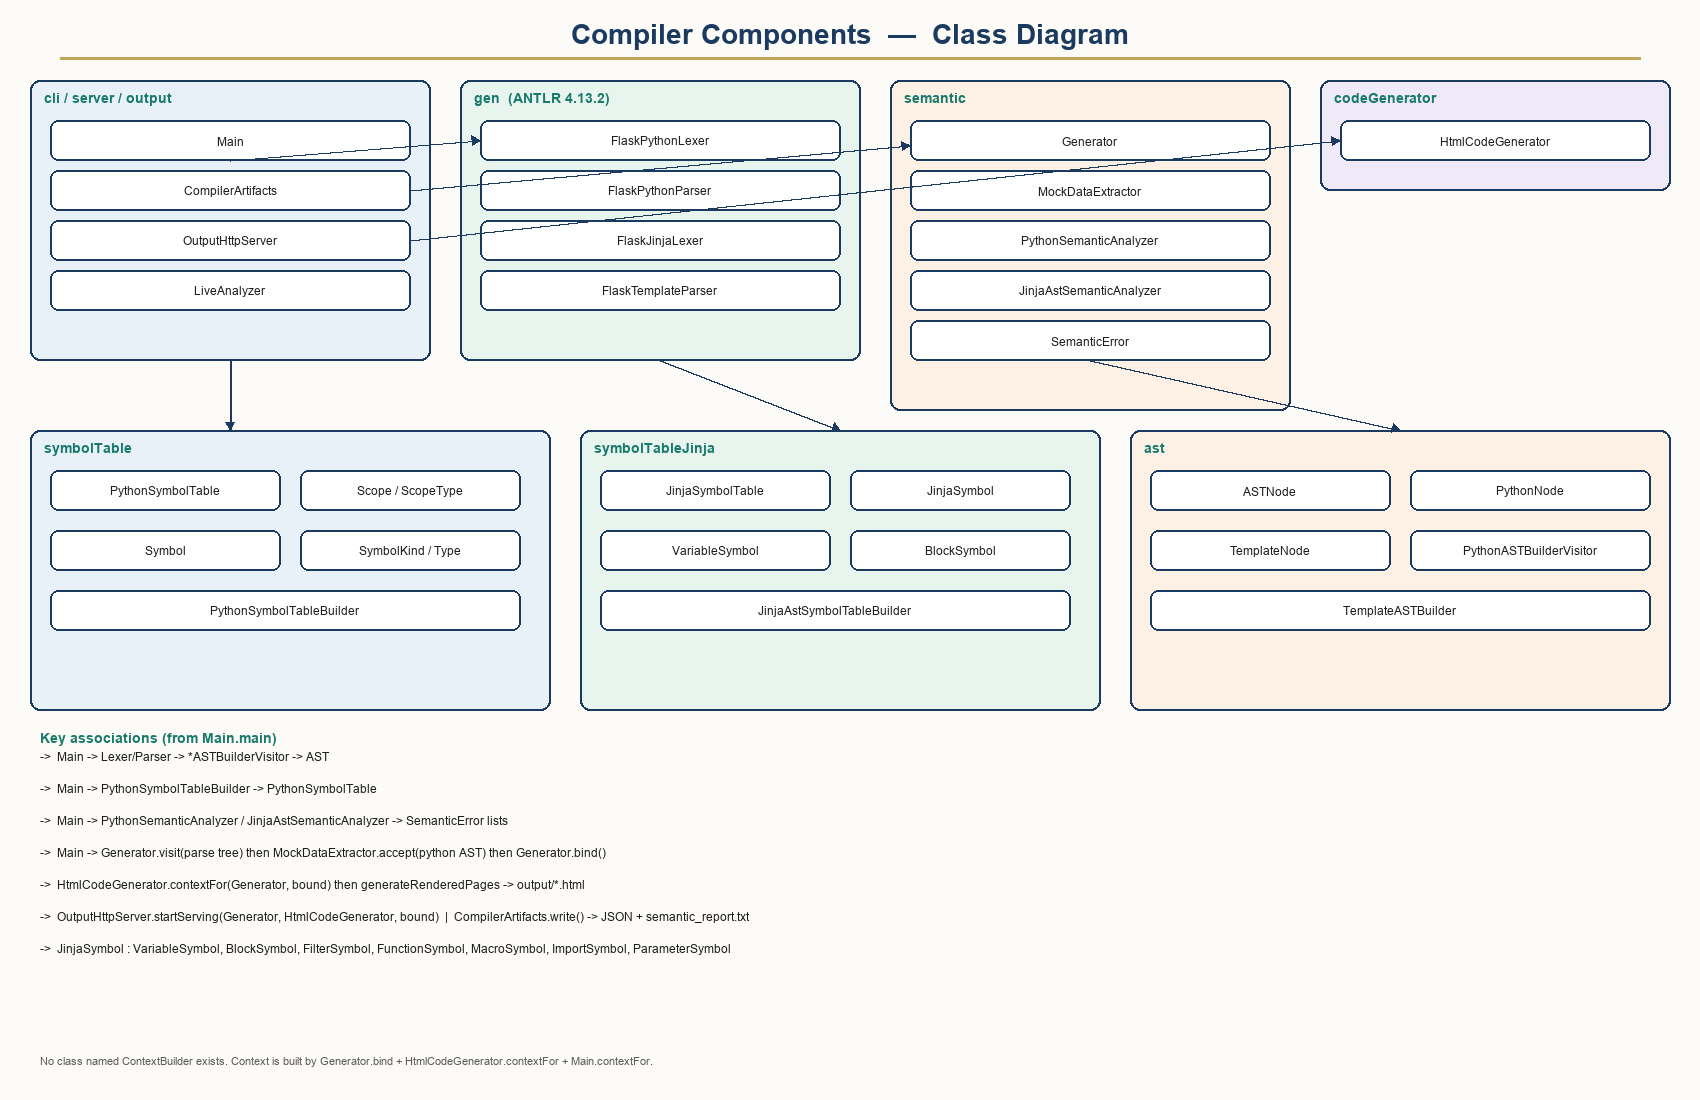 Compiler Components — Class Diagram
cli / server / output
Main
CompilerArtifacts
OutputHttpServer
LiveAnalyzer
gen (ANTLR 4.13.2)
FlaskPythonLexer
FlaskPythonParser
FlaskJinjaLexer
FlaskTemplateParser
semantic
Generator
MockDataExtractor
PythonSemanticAnalyzer
JinjaAstSemanticAnalyzer
SemanticError
codeGenerator
HtmlCodeGenerator
symbolTable
PythonSymbolTable
Scope / ScopeType
Symbol
SymbolKind / Type
PythonSymbolTableBuilder
symbolTableJinja
JinjaSymbolTable
JinjaSymbol
VariableSymbol
BlockSymbol
JinjaAstSymbolTableBuilder
ast
ASTNode
PythonNode
TemplateNode
PythonASTBuilderVisitor
TemplateASTBuilder
Key associations (from Main.main)
-> Main -> Lexer/Parser -> *ASTBuilderVisitor -> AST
-> Main -> PythonSymbolTableBuilder -> PythonSymbolTable
-> Main -> PythonSemanticAnalyzer / JinjaAstSemanticAnalyzer -> SemanticError lists
-> Main -> Generator.visit(parse tree) then MockDataExtractor.accept(python AST) then Generator.bind()
-> HtmlCodeGenerator.contextFor(Generator, bound) then generateRenderedPages -> output/*.html
-> OutputHttpServer.startServing(Generator, HtmlCodeGenerator, bound) | CompilerArtifacts.write() -> JSON + semantic_report.txt
-> JinjaSymbol : VariableSymbol, BlockSymbol, FilterSymbol, FunctionSymbol, MacroSymbol, ImportSymbol, ParameterSymbol
No class named ContextBuilder exists. Context is built by Generator.bind + HtmlCodeGenerator.contextFor + Main.contextFor.